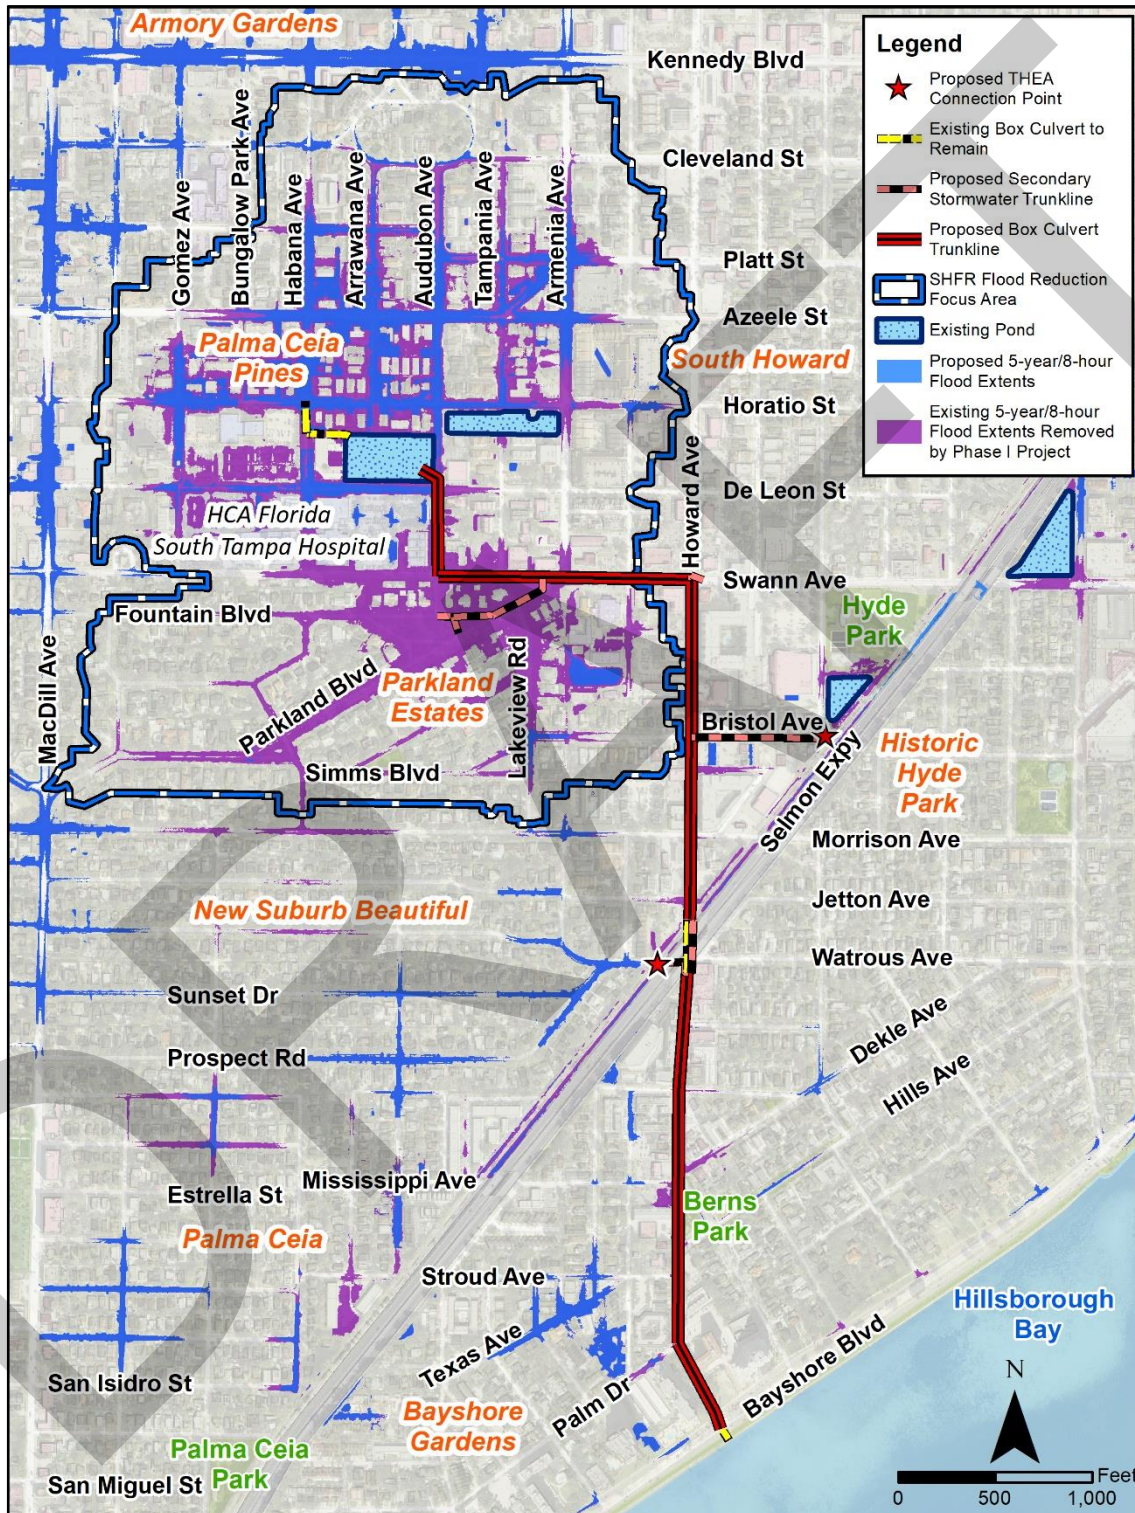 Armory Gardens
Kennedy Blvd
Cleveland St
Platt St
Azeele St
Horatio St
De Leon St
Swann Ave
Gomez Ave
Bungalow Park Ave
Habana Ave
Arrawana Ave
Audubon Ave
Tampania Ave
Armenia Ave
Howard Ave
Palma Ceia
Pines
South Howard
HCA Florida
South Tampa Hospital
Fountain Blvd
MacDill Ave
Parkland Blvd
Parkland
Estates
Lakeview Rd
Simms Blvd
Hyde
Park
Bristol Ave
Selmon Expy
Historic
Hyde
Park
Morrison Ave
Jetton Ave
Watrous Ave
New Suburb Beautiful
Sunset Dr
Prospect Rd
Dekle Ave
Hills Ave
Mississippi Ave
Estrella St
Palma Ceia
Berns
Park
Stroud Ave
Texas Ave
Palm Dr
Bayshore Blvd
Hillsborough
Bay
San Isidro St
Bayshore
Gardens
Palma Ceia
Park
San Miguel St
Legend
Proposed THEA
Connection Point
Existing Box Culvert to
Remain
Proposed Secondary
Stormwater Trunkline
Proposed Box Culvert
Trunkline
SHFR Flood Reduction
Focus Area
Existing Pond
Proposed 5-year/8-hour
Flood Extents
Existing 5-year/8-hour
Flood Extents Removed
by Phase I Project
N
Feet
0 500 1,000
DRAFT